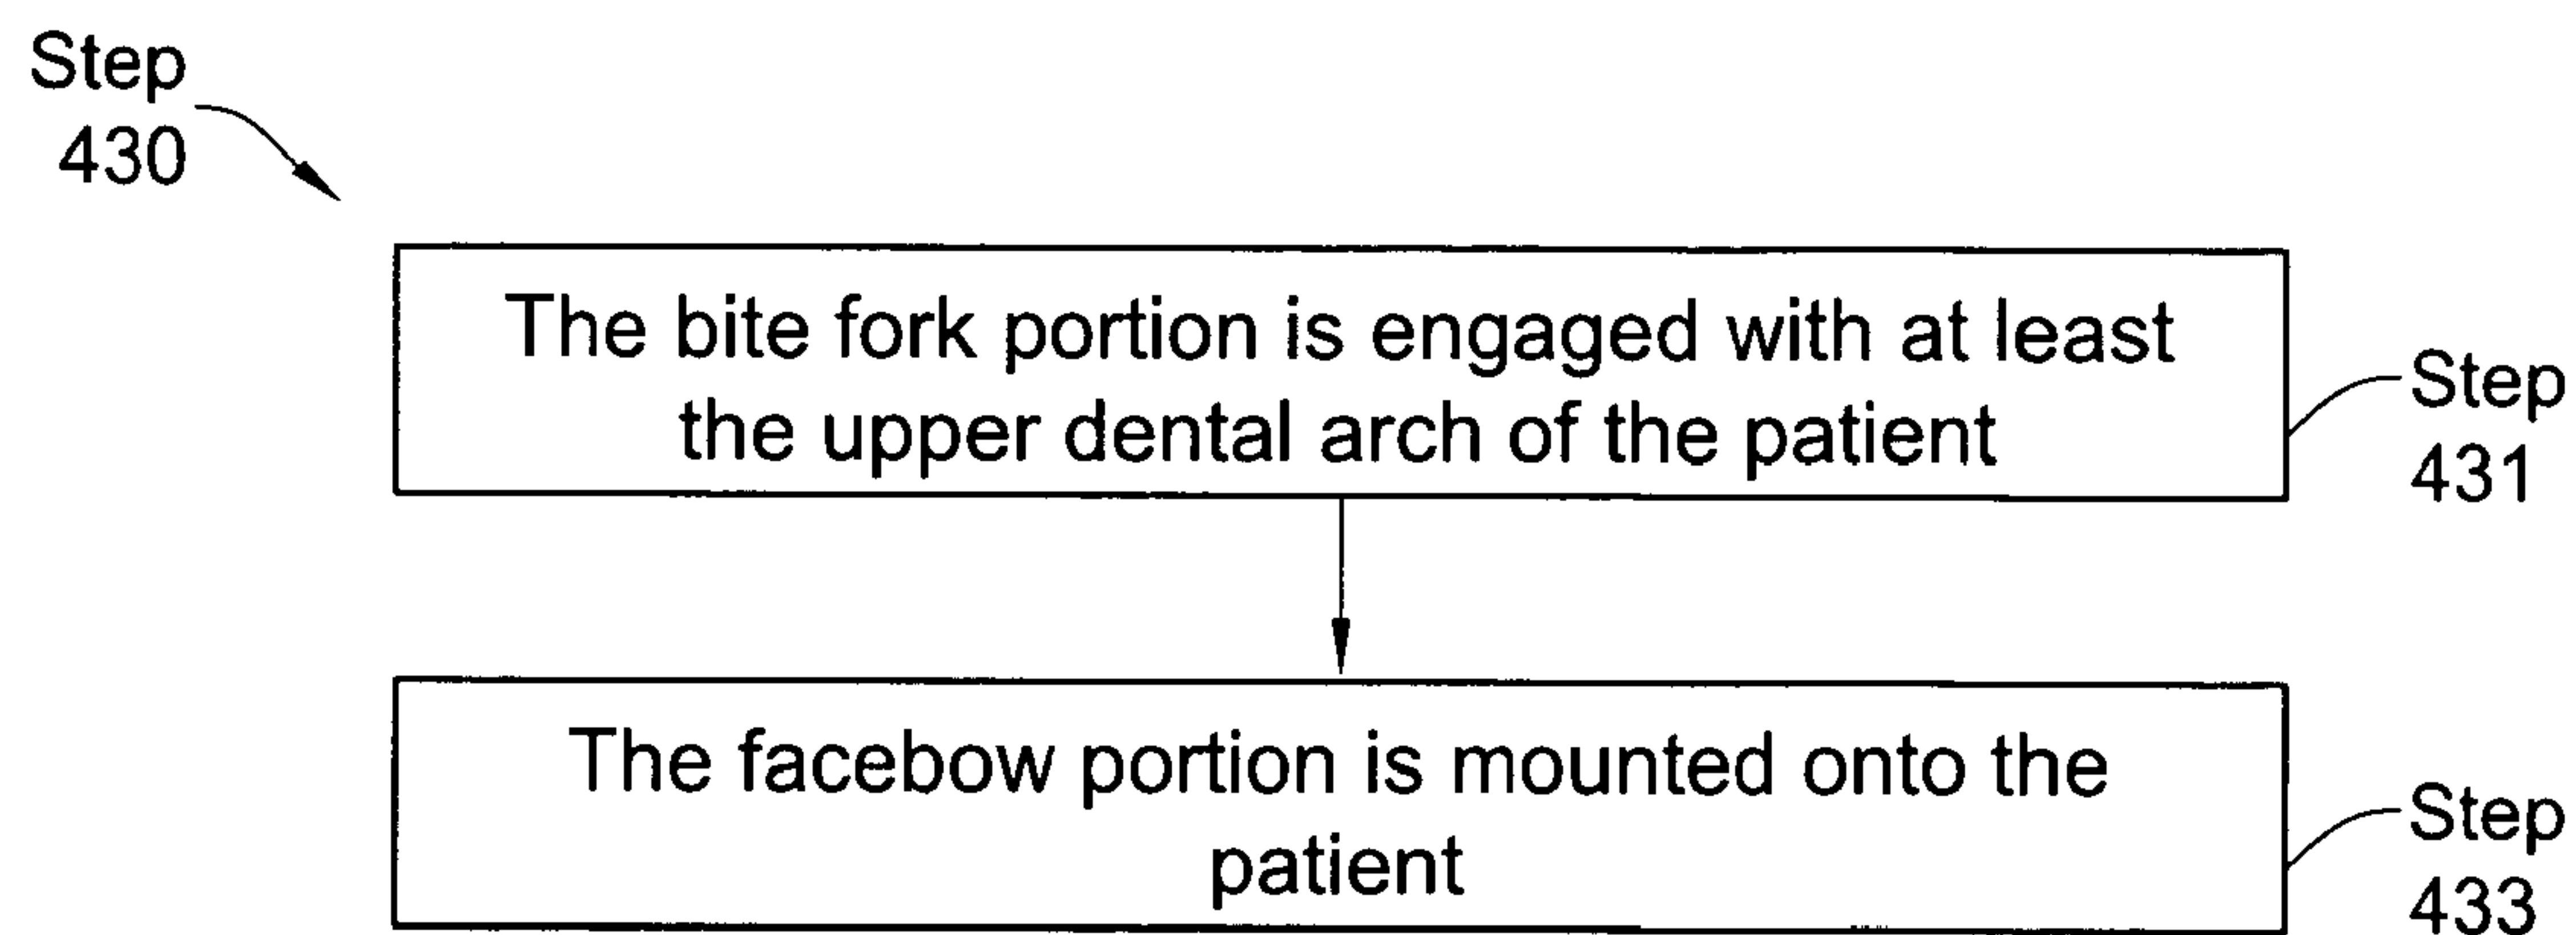 Step
430
The bite fork portion is engaged with at least
the upper dental arch of the patient
Step
431
The facebow portion is mounted onto the
patient
Step
433